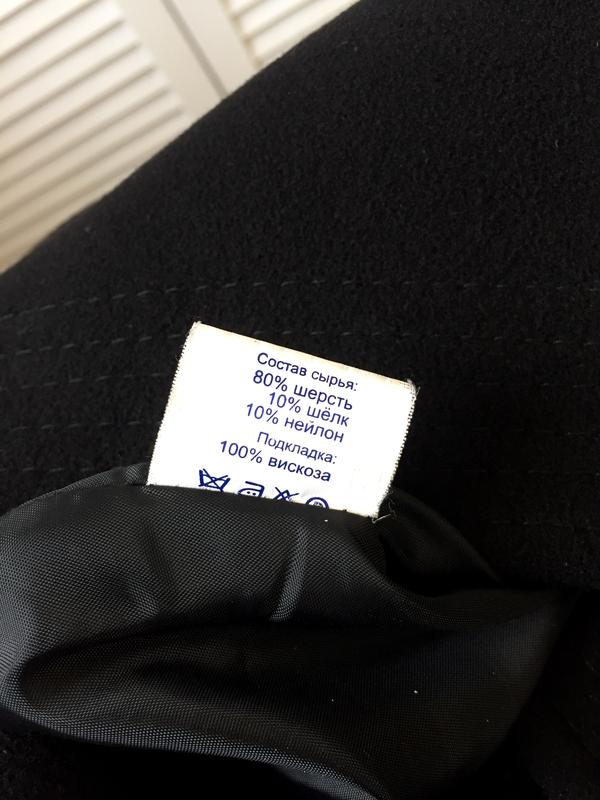 Состав сырья:
80% шерсть
10% шёлк
10% нейлон
Подкладка:
100% вискоза